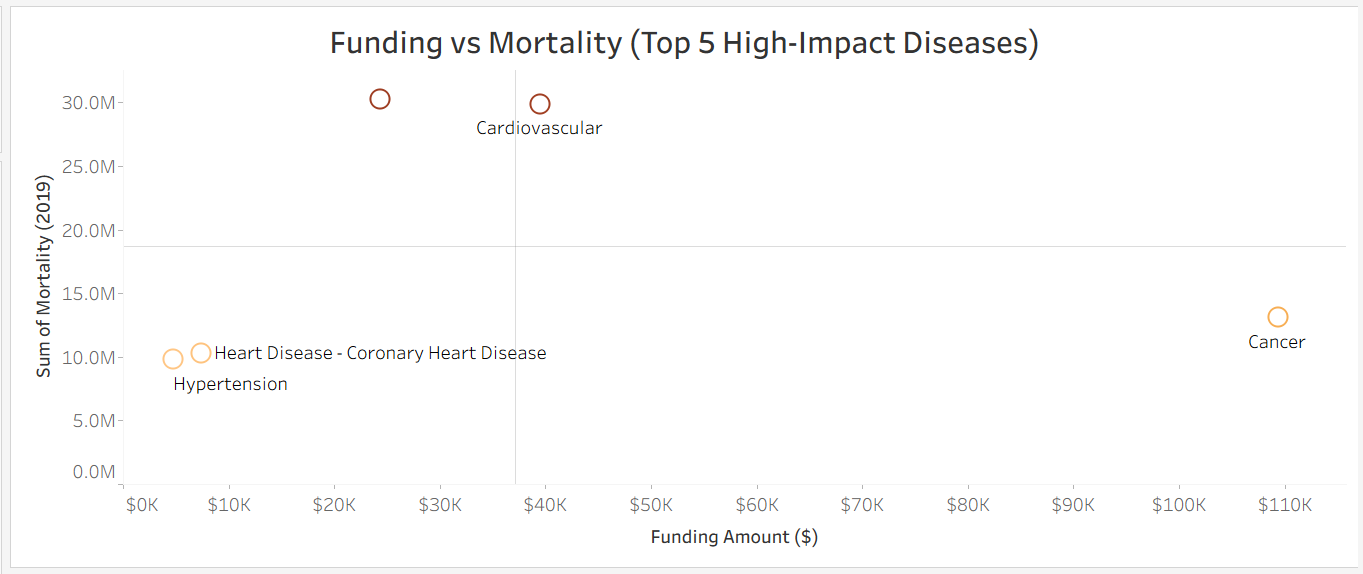 Funding vs Mortality (Top 5 High-Impact Diseases)
Sum of Mortality (2019)
30.0M
25.0M
20.0M
15.0M
10.0M
5.0M
0.0M
Cardiovascular
Cancer
Heart Disease - Coronary Heart Disease
Hypertension
$0K
$10K
$20K
$30K
$40K
$50K
$60K
$70K
$80K
$90K
$100K
$110K
Funding Amount ($)